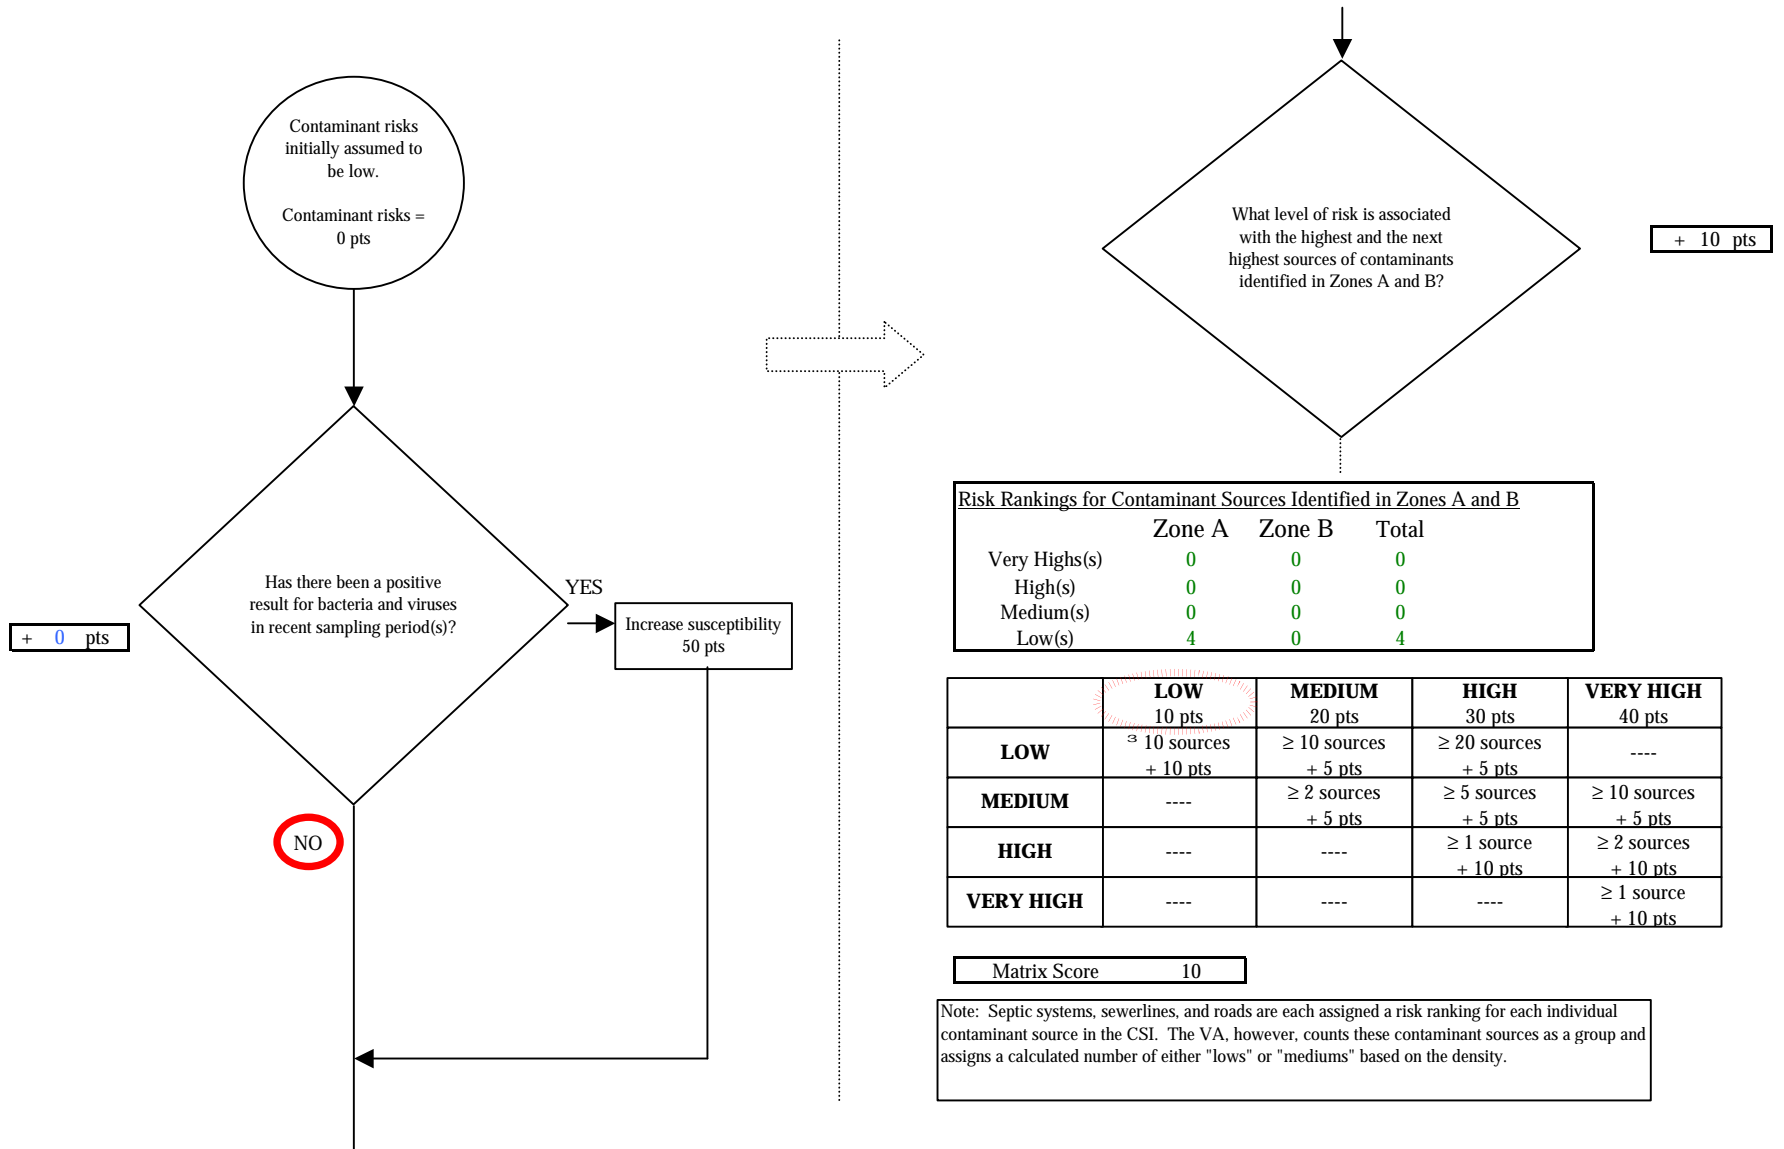 Contaminant risks
initially assumed to
be low.
Contaminant risks =
0 pts
Has there been a positive
result for bacteria and viruses
in recent sampling period(s)?
YES
+ 0 pts
Increase susceptibility
50 pts
NO
What level of risk is associated
with the highest and the next
highest sources of contaminants
identified in Zones A and B?
+ 10 pts
Risk Rankings for Contaminant Sources Identified in Zones A and B
Zone A Zone B Total
Very Highs(s) 0 0 0
High(s) 0 0 0
Medium(s) 0 0 0
Low(s) 4 0 4
LOW MEDIUM HIGH VERY HIGH
10 pts 20 pts 30 pts 40 pts
LOW ³ 10 sources ≥ 10 sources ≥ 20 sources ----
+ 10 pts + 5 pts + 5 pts
MEDIUM ---- ≥ 2 sources ≥ 5 sources ≥ 10 sources
+ 5 pts + 5 pts + 5 pts
HIGH ---- ---- ≥ 1 source ≥ 2 sources
+ 10 pts + 10 pts
VERY HIGH ---- ---- ---- ≥ 1 source
+ 10 pts
Matrix Score 10
Note: Septic systems, sewerlines, and roads are each assigned a risk ranking for each individual
contaminant source in the CSI. The VA, however, counts these contaminant sources as a group and
assigns a calculated number of either "lows" or "mediums" based on the density.